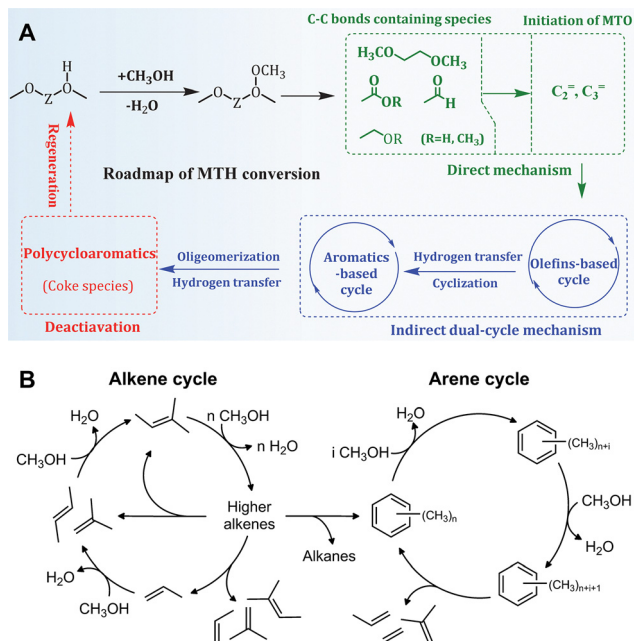 A
C-C bonds containing species
Initiation of MTO
H₃CO
OCH₃
H
O
Z
O
+CH₃OH
-H₂O
OCH₃
O
Z
O
O
OR
O
H
OR
(R=H, CH₃)
C₂⁼, C₃⁼
Regeneration
Roadmap of MTH conversion
Direct mechanism
Polycycloaromatics
(Coke species)
Deactiavation
Oligeomerization
Hydrogen transfer
Aromatics
-based
cycle
Hydrogen transfer
Cyclization
Olefins-based
cycle
Indirect dual-cycle mechanism
B
Alkene cycle
Arene cycle
H₂O
CH₃OH
n CH₃OH
n H₂O
Higher
alkenes
Alkanes
H₂O
CH₃OH
H₂O
i CH₃OH
(CH₃)n+i
(CH₃)n
CH₃OH
H₂O
(CH₃)n+i+1